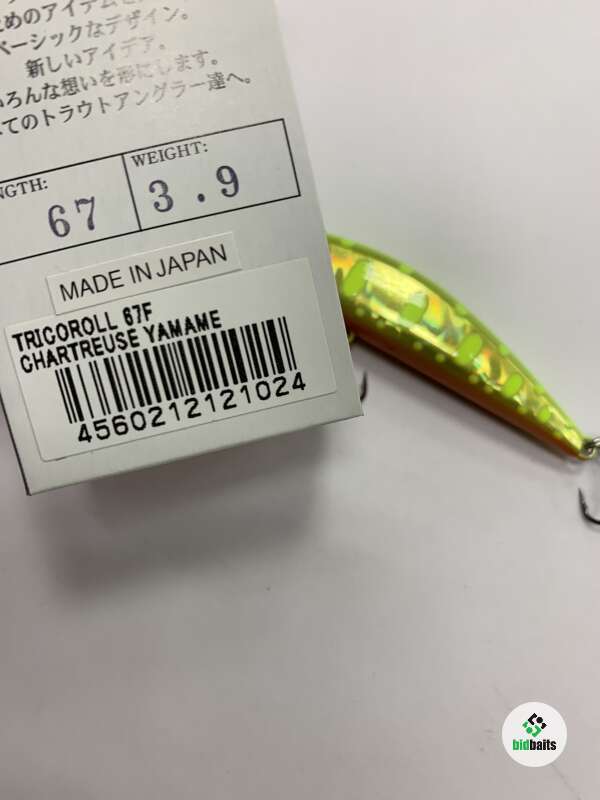 ためのアイテム
ベーシックなデザイン。
新しいアイデア。
いろんな想いを形にします。
てのトラウトアングラー達へ。
NGTH:
67
WEIGHT:
3.9
MADE IN JAPAN
TRICOROLL 67F
CHARTREUSE YAMAME
4560212121024
bidbaits